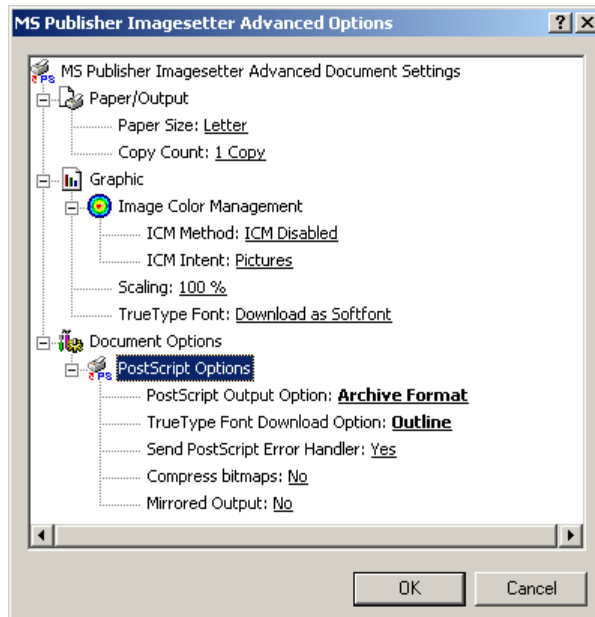 MS Publisher Imagesetter Advanced Options
MS Publisher Imagesetter Advanced Document Settings
Paper/Output
Paper Size: Letter
Copy Count: 1 Copy
Graphic
Image Color Management
ICM Method: ICM Disabled
ICM Intent: Pictures
Scaling: 100 %
TrueType Font: Download as Softfont
Document Options
PostScript Options
PostScript Output Option: Archive Format
TrueType Font Download Option: Outline
Send PostScript Error Handler: Yes
Compress bitmaps: No
Mirrored Output: No
OK Cancel